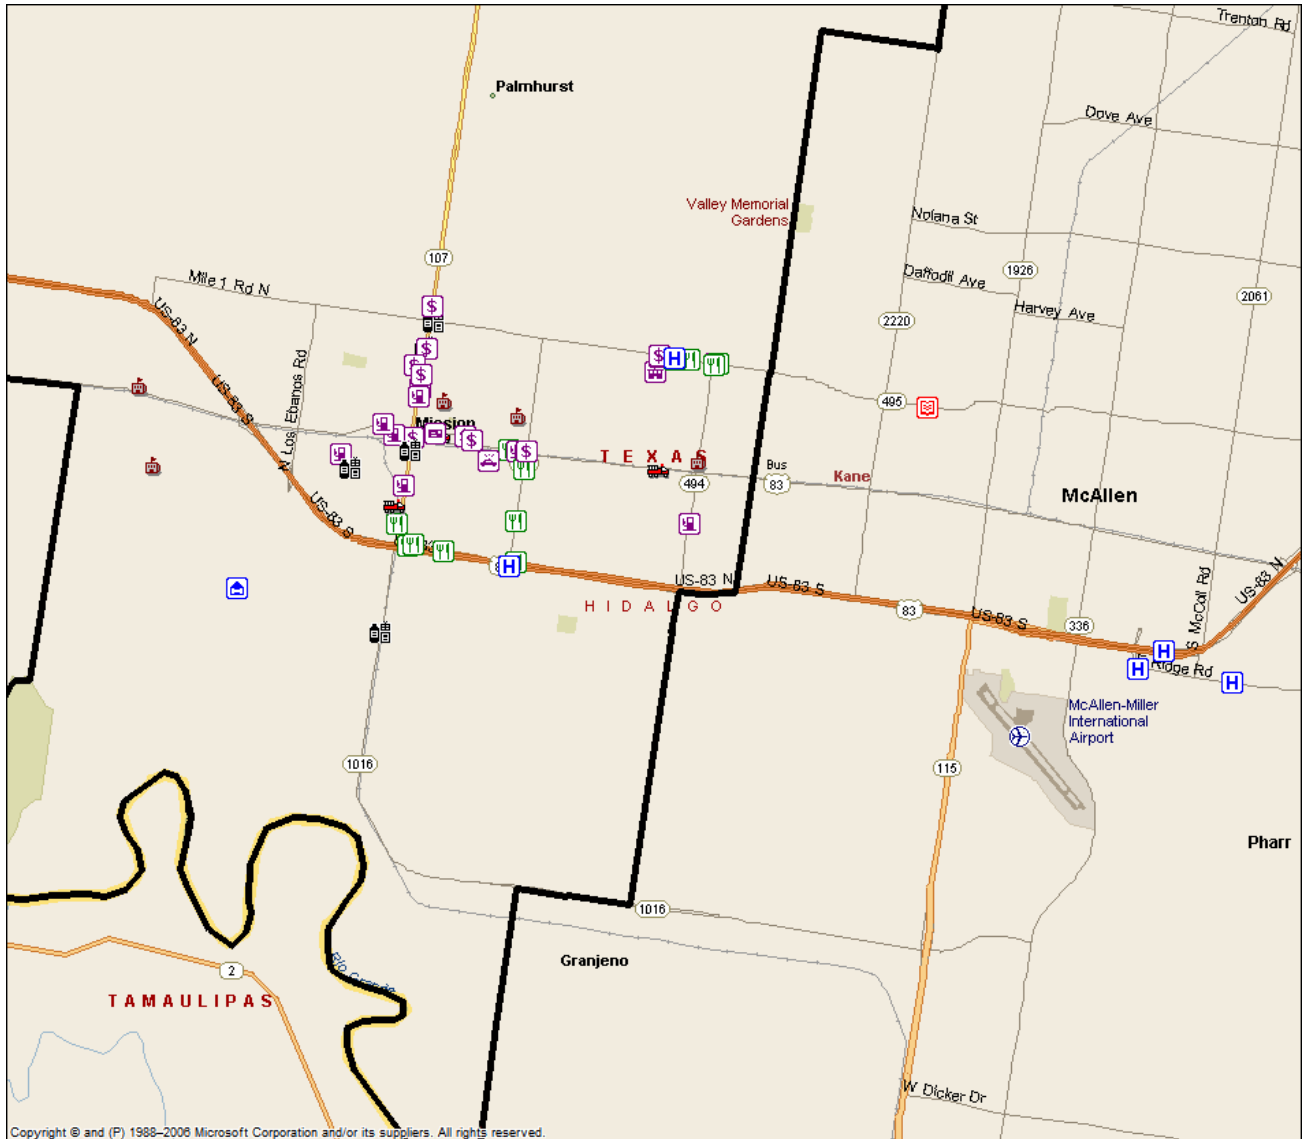 Trenton Rd
Palmhurst
Dove Ave
Valley Memorial
Gardens
Nolana St
107
1926
Daffodil Ave
Mile 1 Rd N
2061
US-83 N
Harvey Ave
2220
N Los Ebanos Rd
$
$
$
H
$
$
US-83 S
495
Mission
$
$
$
TEXAS
Bus
83
Kane
494
McAllen
US-83 S
H
US-83 N
US-83 S
US-83 N
HIDALGO
83
US-83 S
336
S McColl Rd
H
H
Ridge Rd
H
McAllen-Miller
International
Airport
1016
115
Pharr
1016
Granjeno
2
Rio Grande
TAMAULIPAS
W Dicker Dr
Copyright © and (P) 1988–2006 Microsoft Corporation and/or its suppliers. All rights reserved.